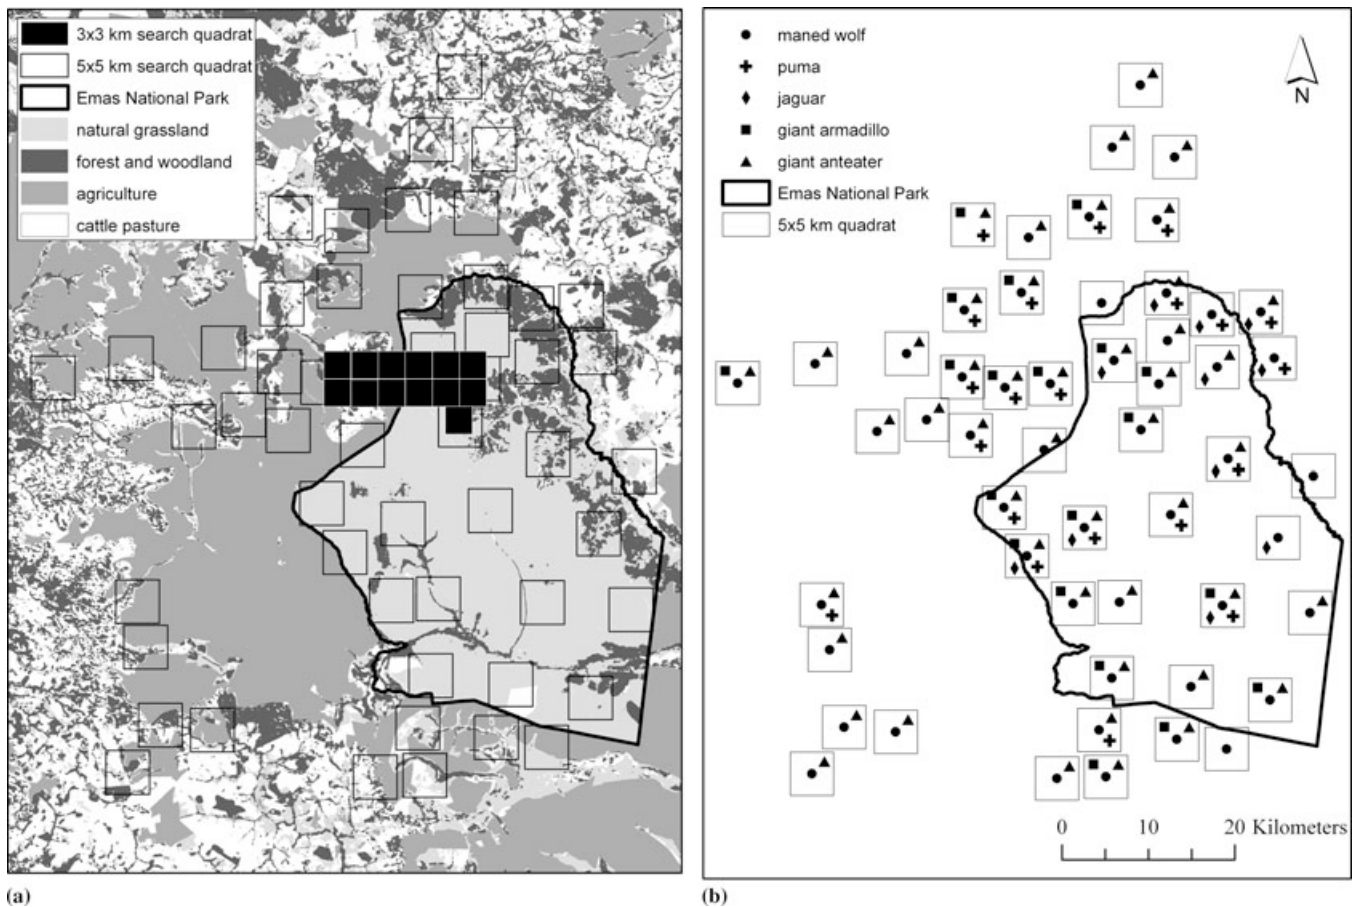 3x3 km search quadrat
5x5 km search quadrat
Emas National Park
natural grassland
forest and woodland
agriculture
cattle pasture
(a)
maned wolf
puma
jaguar
giant armadillo
giant anteater
Emas National Park
5x5 km quadrat
N
0 10 20 Kilometers
(b)